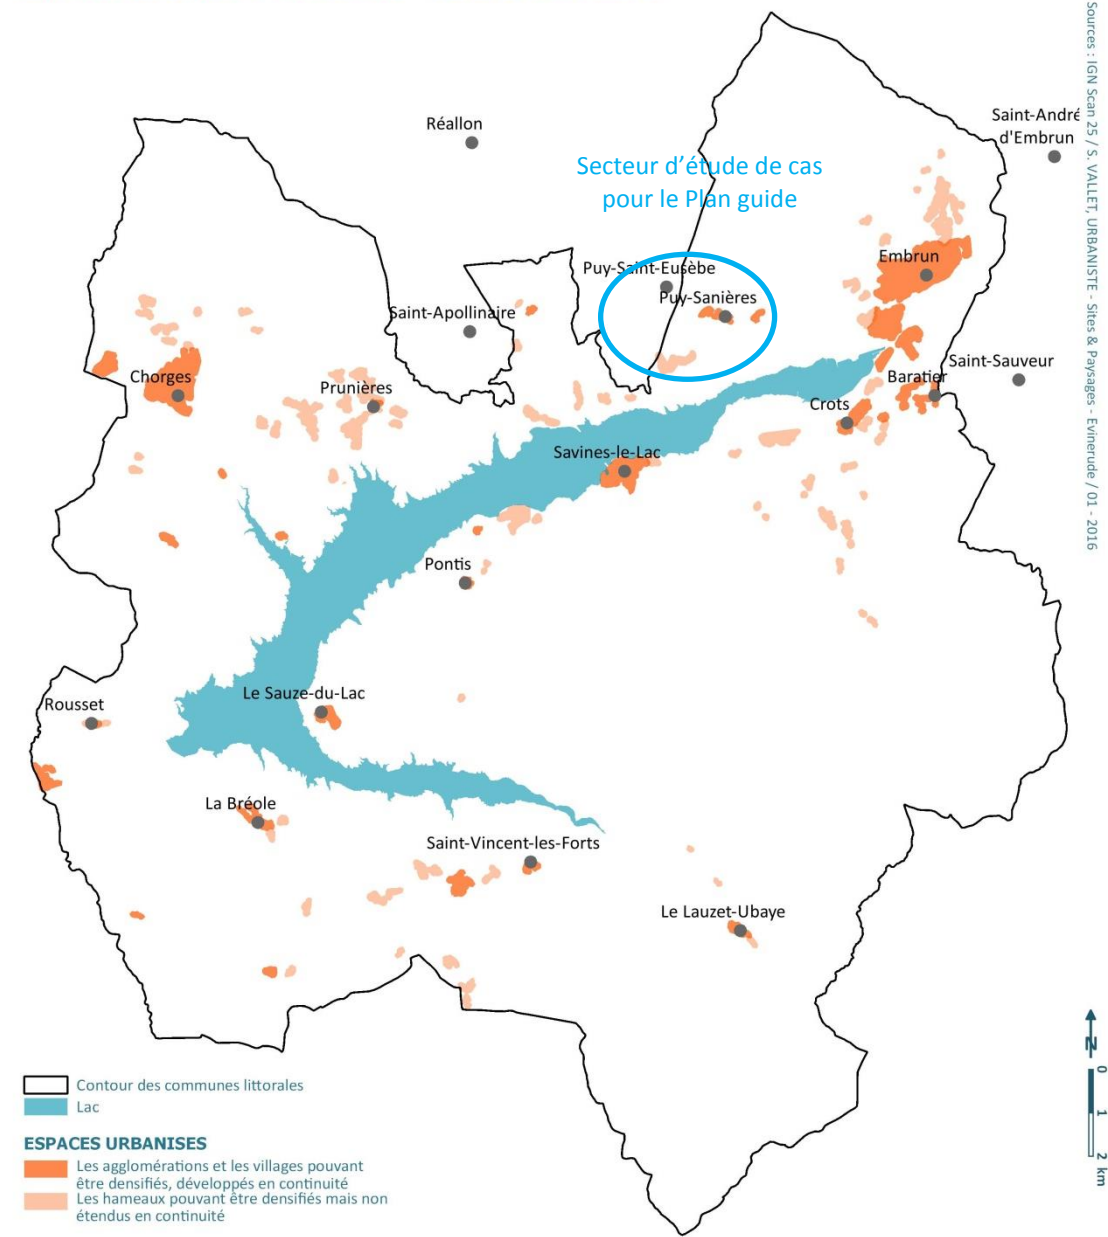 Sources : IGN Scan 25 / S. VALLET, URBANISTE - Sites & Paysages - Evinerude / 01 - 2016
Saint-André
d'Embrun
Réallon
Secteur d'étude de cas
pour le Plan guide
Embrun
Puy-Saint-Eusèbe
Puy-Sanières
Saint-Apollinaire
Saint-Sauveur
Chorges
Prunières
Baratier
Crots
Savines-le-Lac
Pontis
Le Sauze-du-Lac
Rousset
La Bréole
Saint-Vincent-les-Forts
Le Lauzet-Ubaye
N
0
1
2 km
Contour des communes littorales
Lac
ESPACES URBANISES
Les agglomérations et les villages pouvant
être densifiés, développés en continuité
Les hameaux pouvant être densifiés mais non
étendus en continuité